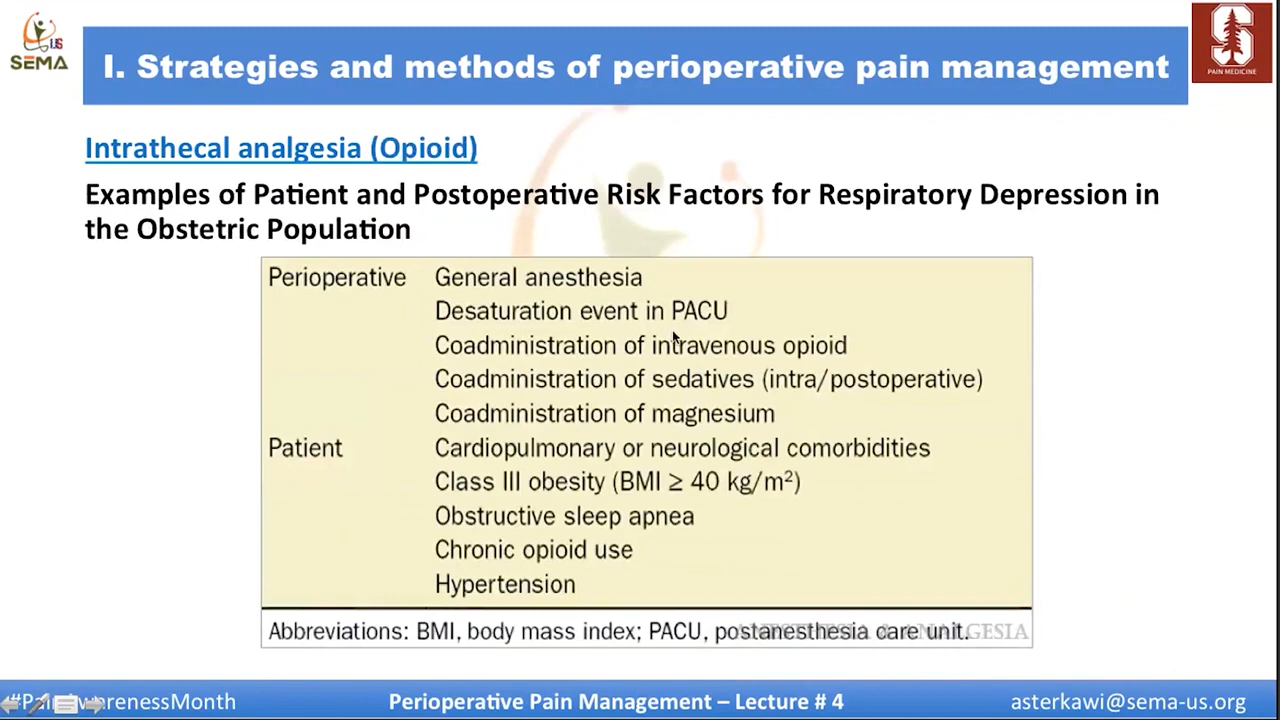 SEMA
US
I. Strategies and methods of perioperative pain management
S
PAIN MEDICINE
Intrathecal analgesia (Opioid)
Examples of Patient and Postoperative Risk Factors for Respiratory Depression in
the Obstetric Population
Perioperative General anesthesia
Desaturation event in PACU
Coadministration of intravenous opioid
Coadministration of sedatives (intra/postoperative)
Coadministration of magnesium
Patient Cardiopulmonary or neurological comorbidities
Class III obesity (BMI ≥ 40 kg/m²)
Obstructive sleep apnea
Chronic opioid use
Hypertension
Abbreviations: BMI, body mass index; PACU, postanesthesia care unit.
ANESTHESIA & ANALGESIA
#PainAwarenessMonth Perioperative Pain Management – Lecture # 4 asterkawi@sema-us.org